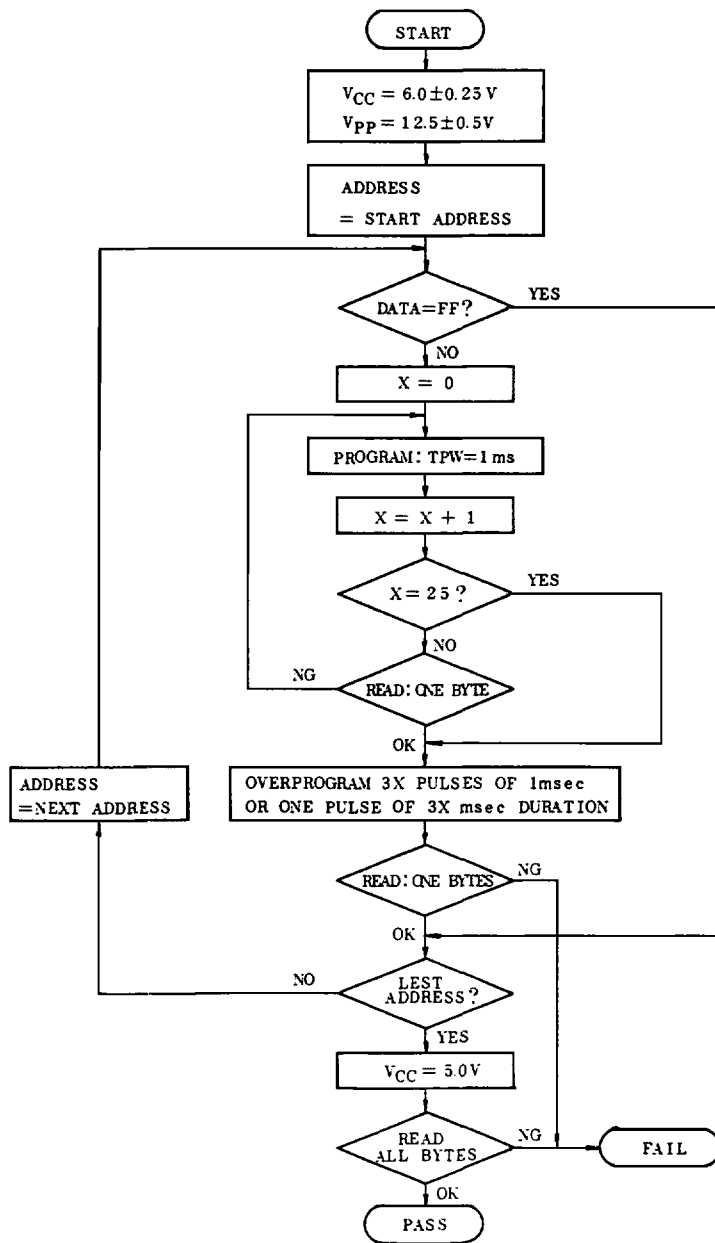 START
VCC = 6.0±0.25 V
VPP = 12.5±0.5V
ADDRESS
= START ADDRESS
DATA=FF?
YES
NO
X = 0
PROGRAM: TPW=1ms
X = X + 1
X = 25?
YES
NO
NG
READ: ONE BYTE
OK
ADDRESS
=NEXT ADDRESS
OVERPROGRAM 3X PULSES OF 1msec
OR ONE PULSE OF 3X msec DURATION
READ: ONE BYTES
NG
OK
NO
LEST
ADDRESS?
YES
VCC = 5.0V
READ
ALL BYTES
NG
FAIL
OK
PASS